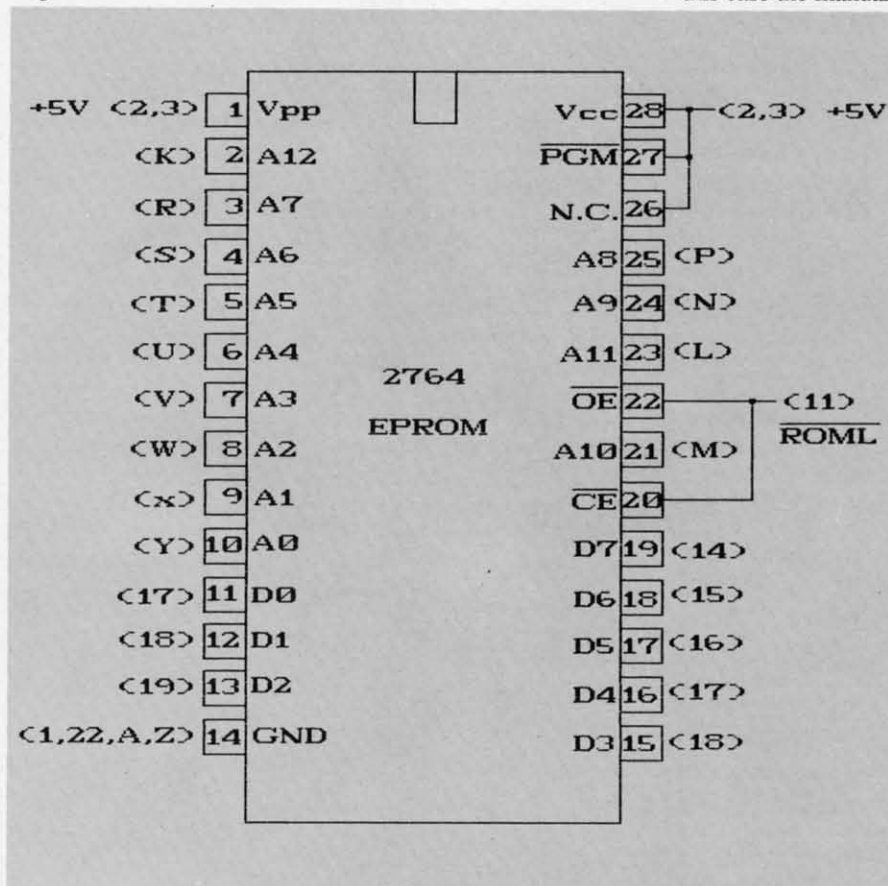 +5V (2,3) 1 Vpp Vcc 28 (2,3) +5V
(K) 2 A12 PGM 27
(R) 3 A7 N.C. 26
(S) 4 A6 A8 25 (P)
(T) 5 A5 A9 24 (N)
(U) 6 A4 A11 23 (L)
2764
(V) 7 A3 OE 22 (11)
EPROM ROML
(W) 8 A2 A10 21 (M)
(x) 9 A1 CE 20
(Y) 10 A0 D7 19 (14)
(17) 11 D0 D6 18 (15)
(18) 12 D1 D5 17 (16)
(19) 13 D2 D4 16 (17)
(1,22,A,Z) 14 GND D3 15 (18)